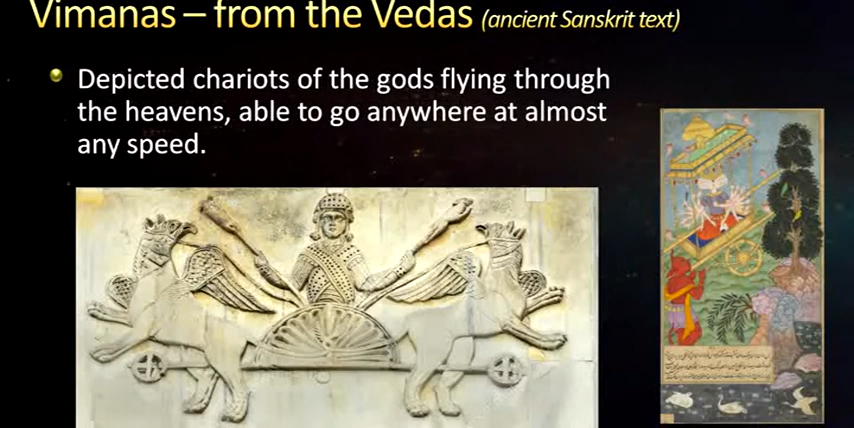 Vimanas – from the Vedas (ancient Sanskrit text)
Depicted chariots of the gods flying through
the heavens, able to go anywhere at almost
any speed.